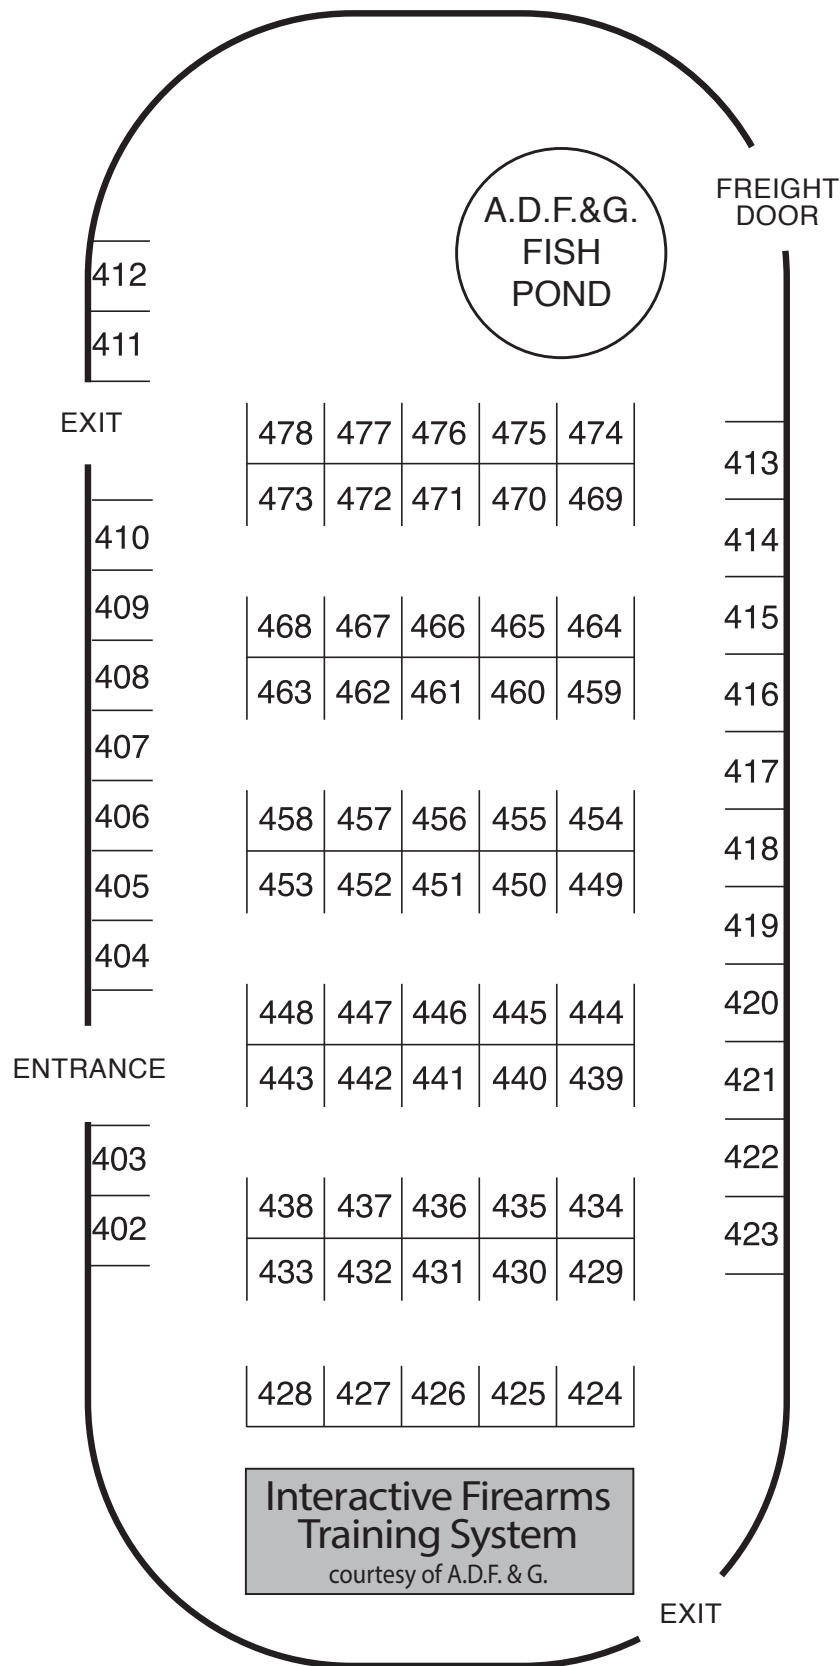 FREIGHT
DOOR
A.D.F.&G.
FISH
POND
412
411
EXIT
478 477 476 475 474
473 472 471 470 469
413
414
415
416
417
418
419
420
421
422
423
410
409
408
407
406
405
404
468 467 466 465 464
463 462 461 460 459
458 457 456 455 454
453 452 451 450 449
448 447 446 445 444
443 442 441 440 439
ENTRANCE
403
402
438 437 436 435 434
433 432 431 430 429
428 427 426 425 424
Interactive Firearms
Training System
courtesy of A.D.F. & G.
EXIT